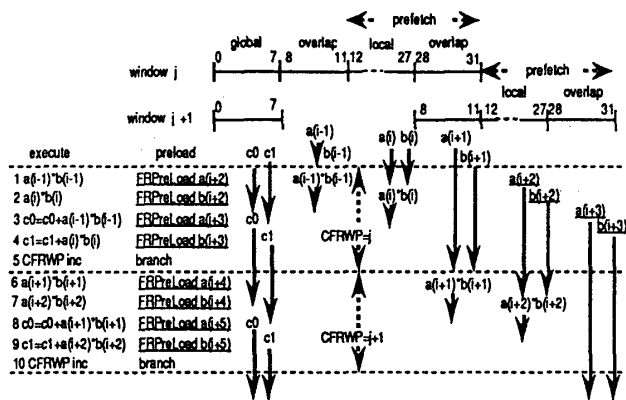 prefetch
global overlap local overlap
0 7 8 11 12 27 28 31
window j
prefetch
local overlap
0 7 8 11 12 27 28 31
window j +1
execute preload c0 c1 a(i-1) b(i-1) a(i) b(i) a(i+1) b(i+1)
1 a(i-1)*b(i-1) FRPreLoad a(i+2) a(i-1)*b(i-1) a(i+2)
2 a(i)*b(i) FRPreLoad b(i+2) a(i)*b(i) b(i+2)
3 c0=c0+a(i-1)*b(i-1) FRPreLoad a(i+3) c0 a(i+3)
4 c1=c1+a(i)*b(i) FRPreLoad b(i+3) c1 CFRWP=j b(i+3)
5 CFRWP inc branch
6 a(i+1)*b(i+1) FRPreLoad a(i+4) a(i+1)*b(i+1)
7 a(i+2)*b(i+2) FRPreLoad b(i+4) a(i+2)*b(i+2)
8 c0=c0+a(i+1)*b(i+1) FRPreLoad a(i+5) c0 CFRWP=j+1
9 c1=c1+a(i+2)*b(i+2) FRPreLoad b(i+5) c1
10 CFRWP inc branch